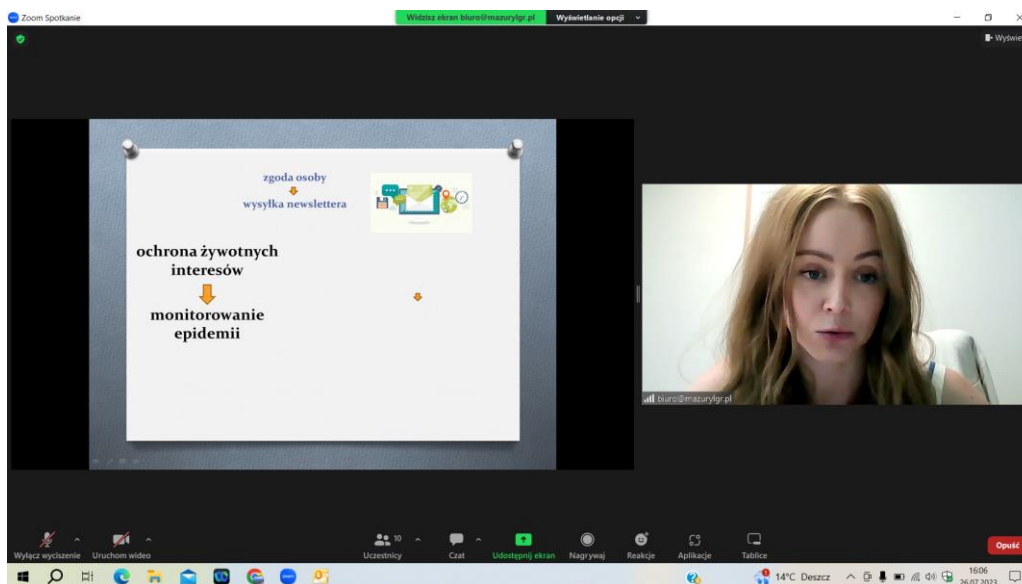 Zoom Spotkanie
Widzisz ekran biuro@mazurylgr.pl
Wyświetlanie opcji
Wyświe
zgoda osoby
wysyłka newslettera
ochrona żywotnych
interesów
monitorowanie
epidemii
biuro@mazurylgr.pl
Wyłącz wyciszenie
Uruchom wideo
10
Uczestnicy
Czat
Udostępnij ekran
Nagrywaj
Reakcje
Aplikacje
Tablice
Opuść
14°C Deszcz
16:06
26.07.2023